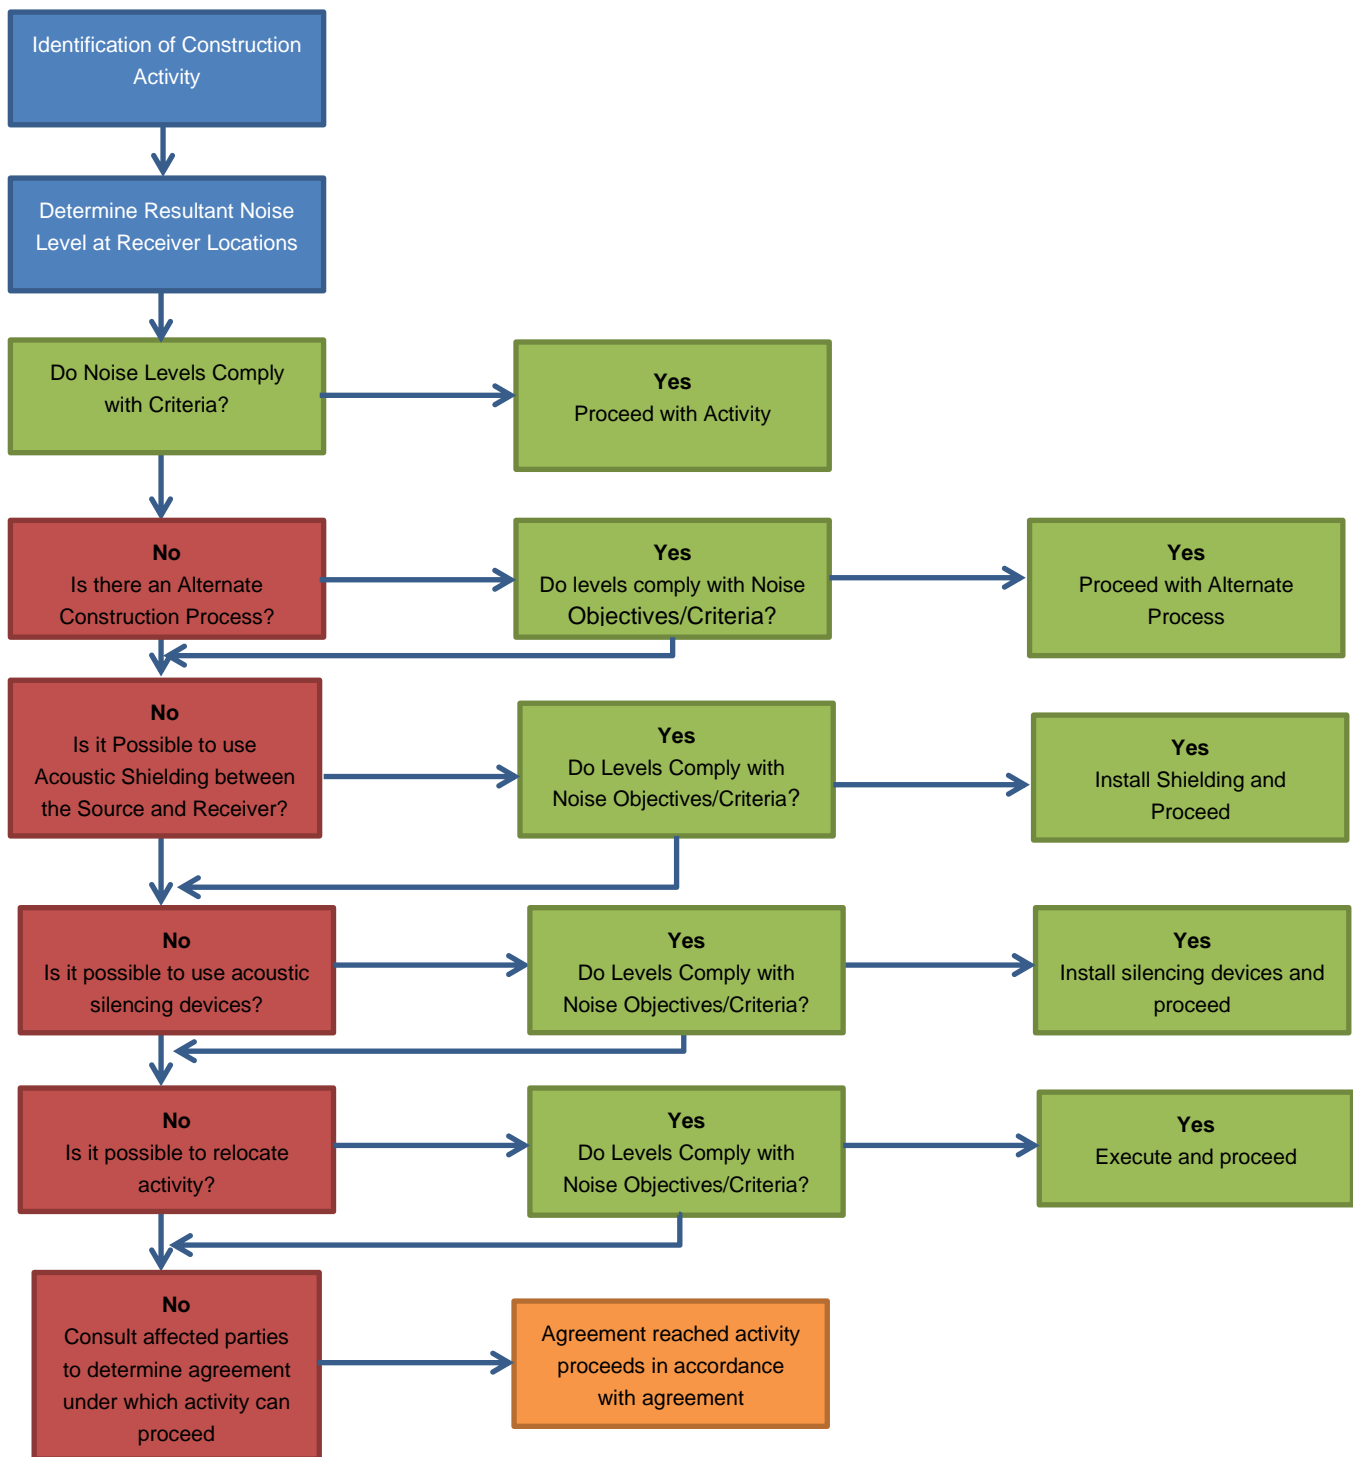 Identification of Construction
Activity
Determine Resultant Noise
Level at Receiver Locations
Do Noise Levels Comply
with Criteria?
Yes
Proceed with Activity
No
Is there an Alternate
Construction Process?
Yes
Do levels comply with Noise
Objectives/Criteria?
Yes
Proceed with Alternate
Process
No
Is it Possible to use
Acoustic Shielding between
the Source and Receiver?
Yes
Do Levels Comply with
Noise Objectives/Criteria?
Yes
Install Shielding and
Proceed
No
Is it possible to use acoustic
silencing devices?
Yes
Do Levels Comply with
Noise Objectives/Criteria?
Yes
Install silencing devices and
proceed
No
Is it possible to relocate
activity?
Yes
Do Levels Comply with
Noise Objectives/Criteria?
Yes
Execute and proceed
No
Consult affected parties
to determine agreement
under which activity can
proceed
Agreement reached activity
proceeds in accordance
with agreement